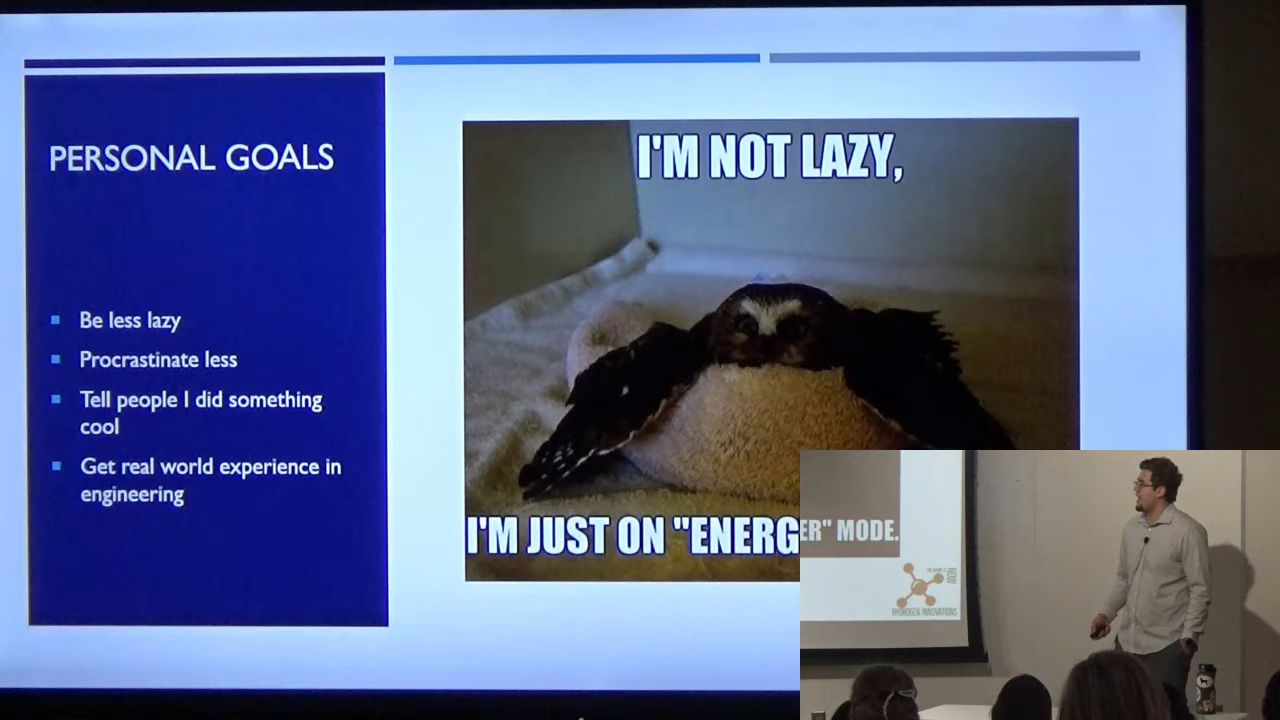 PERSONAL GOALS
Be less lazy
Procrastinate less
Tell people I did something
cool
Get real world experience in
engineering
I'M NOT LAZY,
I'M JUST ON "ENERG
ER" MODE.
NOW
HYDROGEN INNOVATIONS